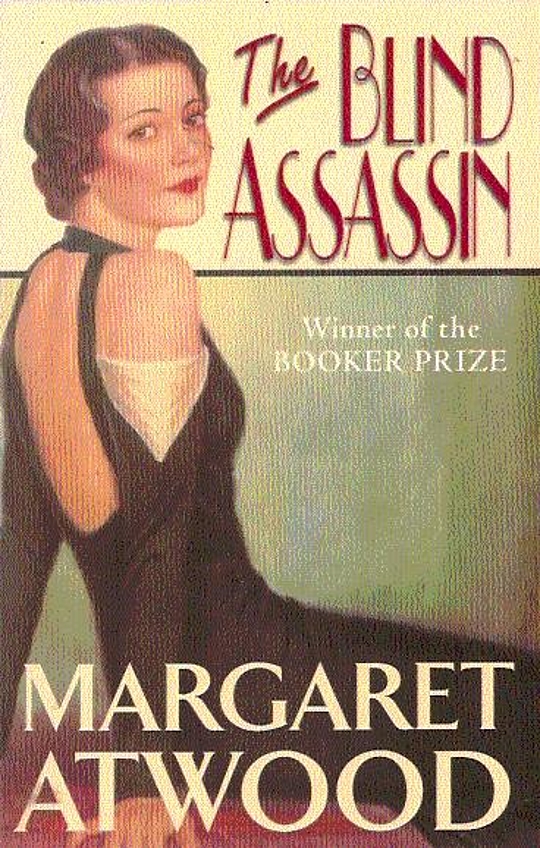 The BLIND
ASSASSIN
Winner of the
BOOKER PRIZE
MARGARET
ATWOOD